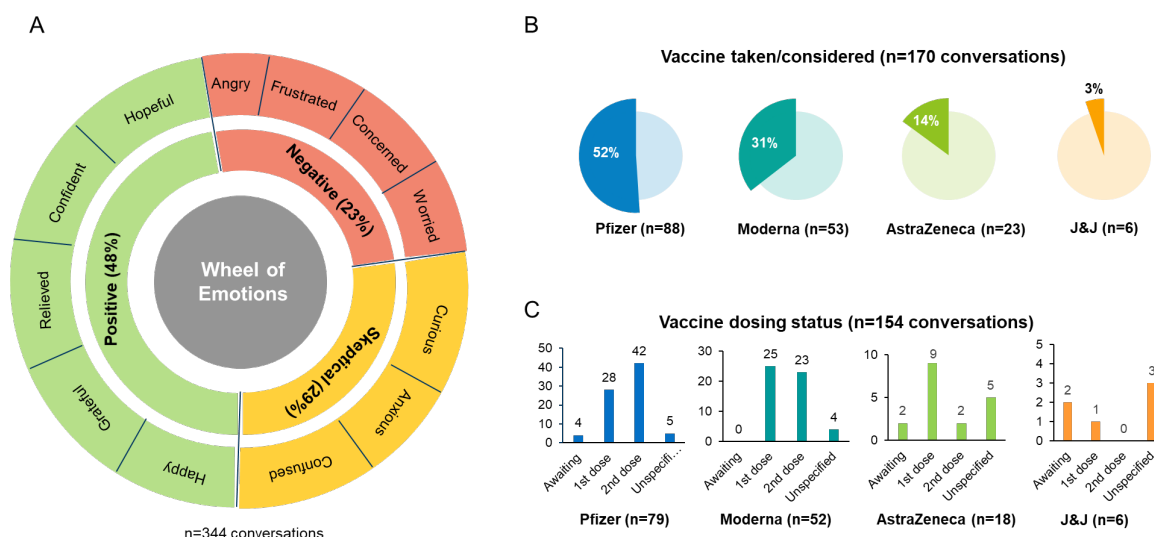 A
Angry
Frustrated
Concerned
Worried
Hopeful
Confident
Relieved
Grateful
Happy
Curious
Anxious
Confused
Negative (23%)
Positive (48%)
Skeptical (29%)
Wheel of
Emotions
n=344 conversations
B
Vaccine taken/considered (n=170 conversations)
52%
31%
14%
3%
Pfizer (n=88)
Moderna (n=53)
AstraZeneca (n=23)
J&J (n=6)
C
Vaccine dosing status (n=154 conversations)
50
40
30
20
10
0
4
28
42
5
Awaiting
1st dose
2nd dose
Unspecifi...
Pfizer (n=79)
30
20
10
0
0
25
23
4
Awaiting
1st dose
2nd dose
Unspecified
Moderna (n=52)
10
5
0
2
9
2
5
Awaiting
1st dose
2nd dose
Unspecified
AstraZeneca (n=18)
5
4
3
2
1
0
2
1
0
3
Awaiting
1st dose
2nd dose
Unspecified
J&J (n=6)